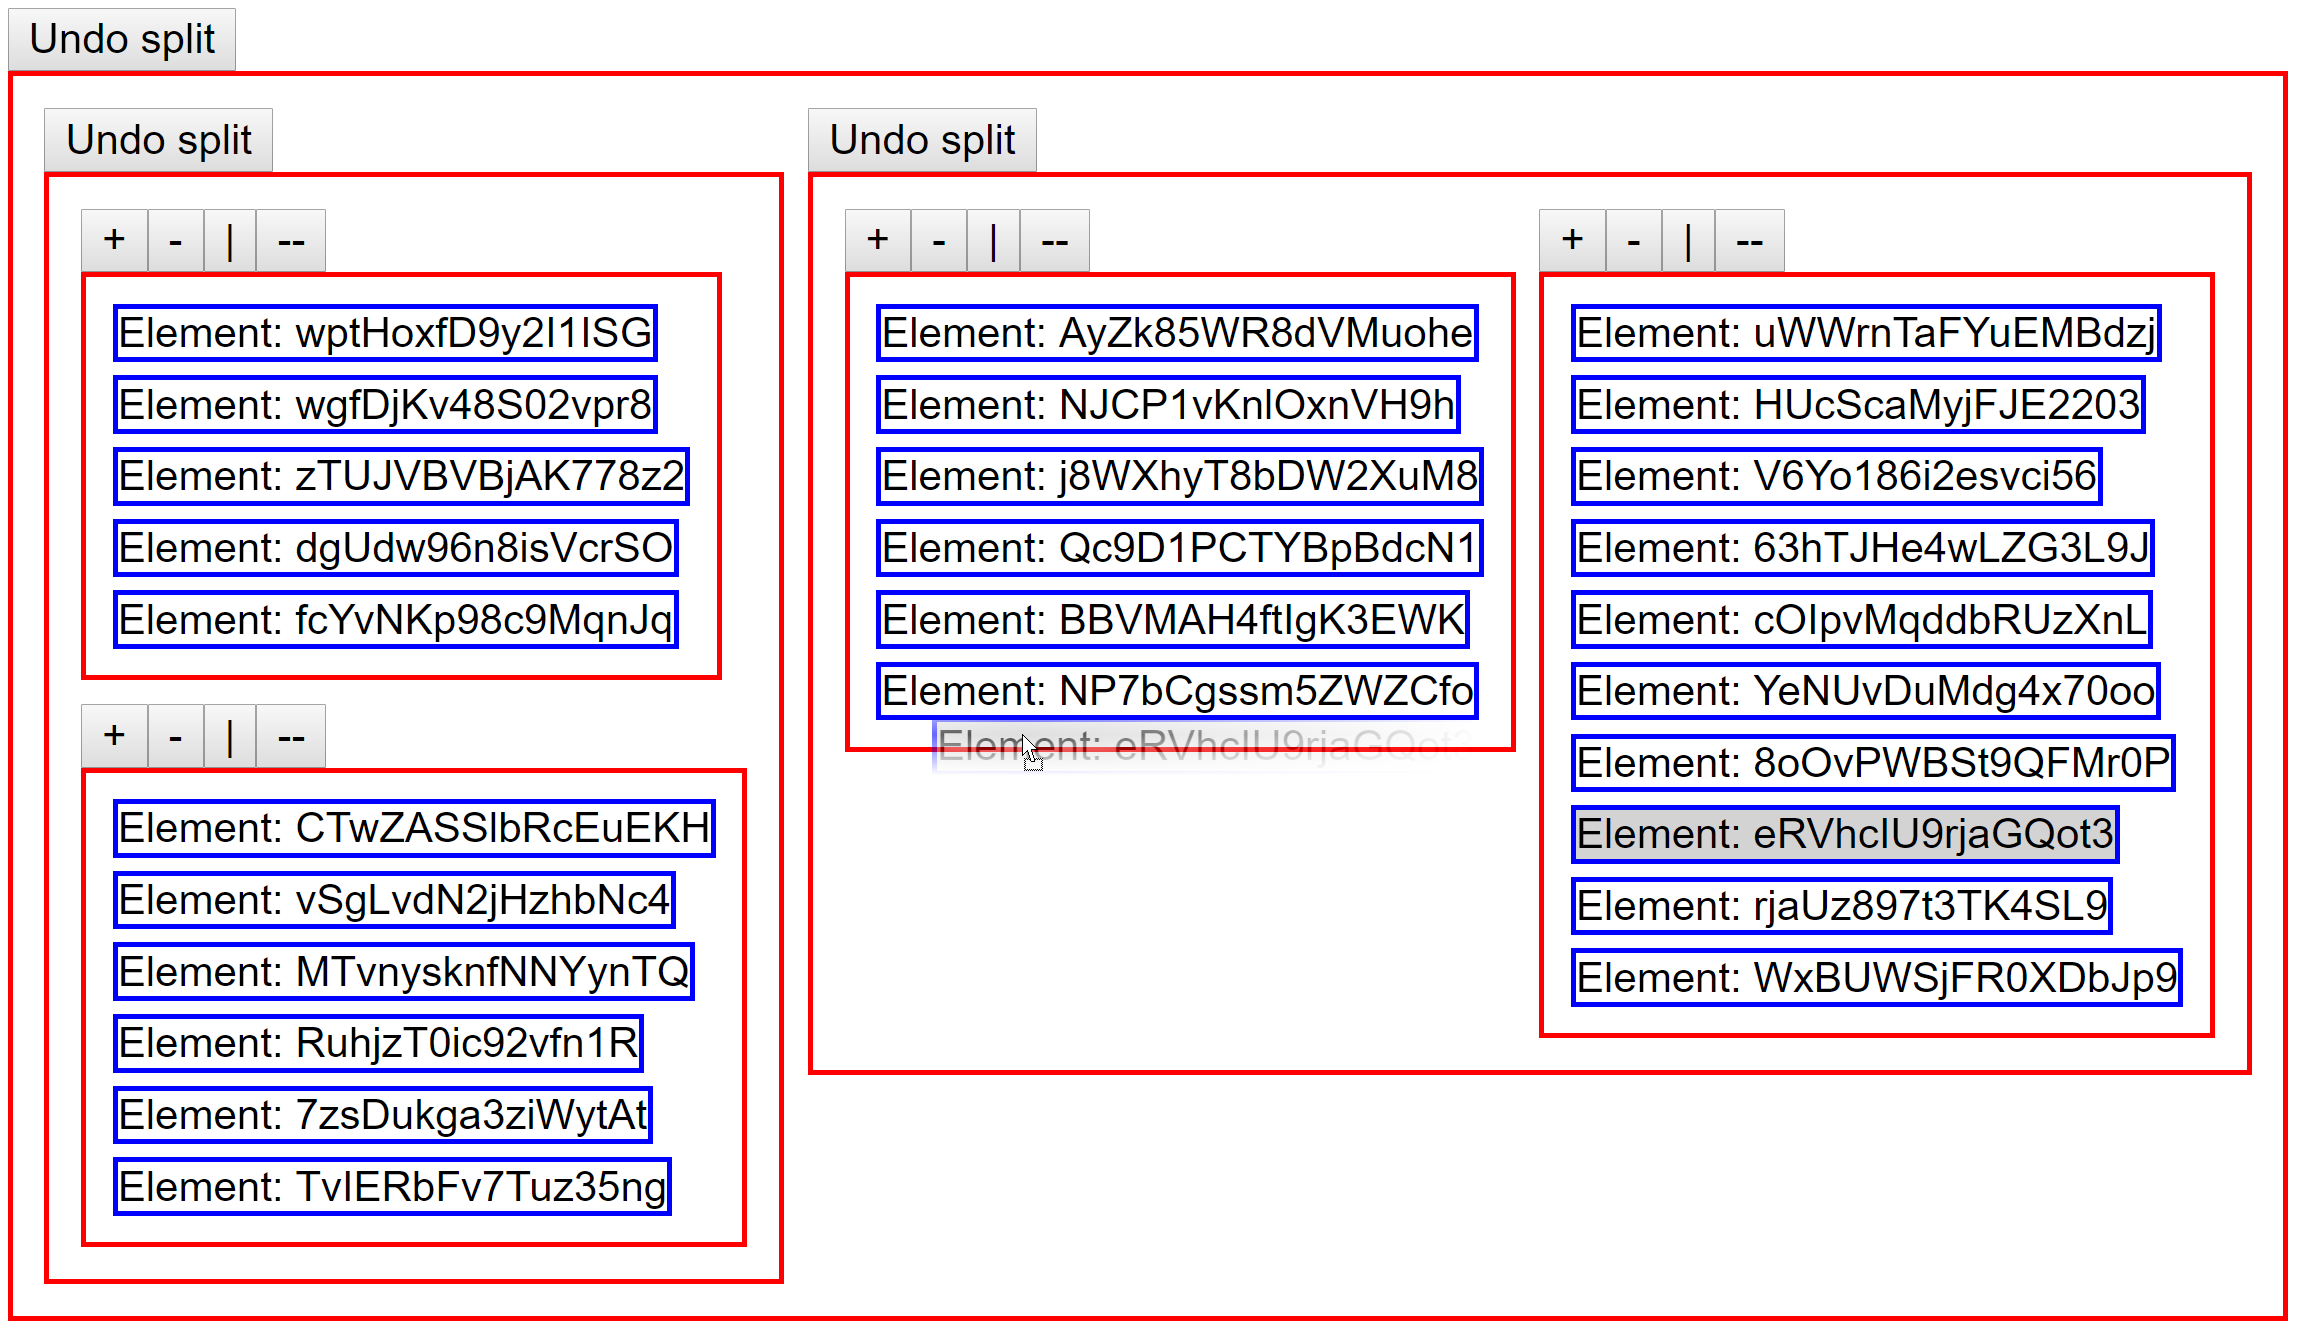 Undo split
Undo split
+ - | --
Element: wptHoxfD9y2I1ISG
Element: wgfDjKv48S02vpr8
Element: zTUJVBVBjAK778z2
Element: dgUdw96n8isVcrSO
Element: fcYvNKp98c9MqnJq
+ - | --
Element: CTwZASSlbRcEuEKH
Element: vSgLvdN2jHzhbNc4
Element: MTvnysknfNNYynTQ
Element: RuhjzT0ic92vfn1R
Element: 7zsDukga3ziWytAt
Element: TvIERbFv7Tuz35ng
Undo split
+ - | --
Element: AyZk85WR8dVMuohe
Element: NJCP1vKnlOxnVH9h
Element: j8WXhyT8bDW2XuM8
Element: Qc9D1PCTYBpBdcN1
Element: BBVMAH4ftIgK3EWK
Element: NP7bCgssm5ZWZCfo
Element: eRVhcIU9rjaGQot3
+ - | --
Element: uWWrnTaFYuEMBdzj
Element: HUcScaMyjFJE2203
Element: V6Yo186i2esvci56
Element: 63hTJHe4wLZG3L9J
Element: cOIpvMqddbRUzXnL
Element: YeNUvDuMdg4x70oo
Element: 8oOvPWBSt9QFMr0P
Element: eRVhcIU9rjaGQot3
Element: rjaUz897t3TK4SL9
Element: WxBUWSjFR0XDbJp9